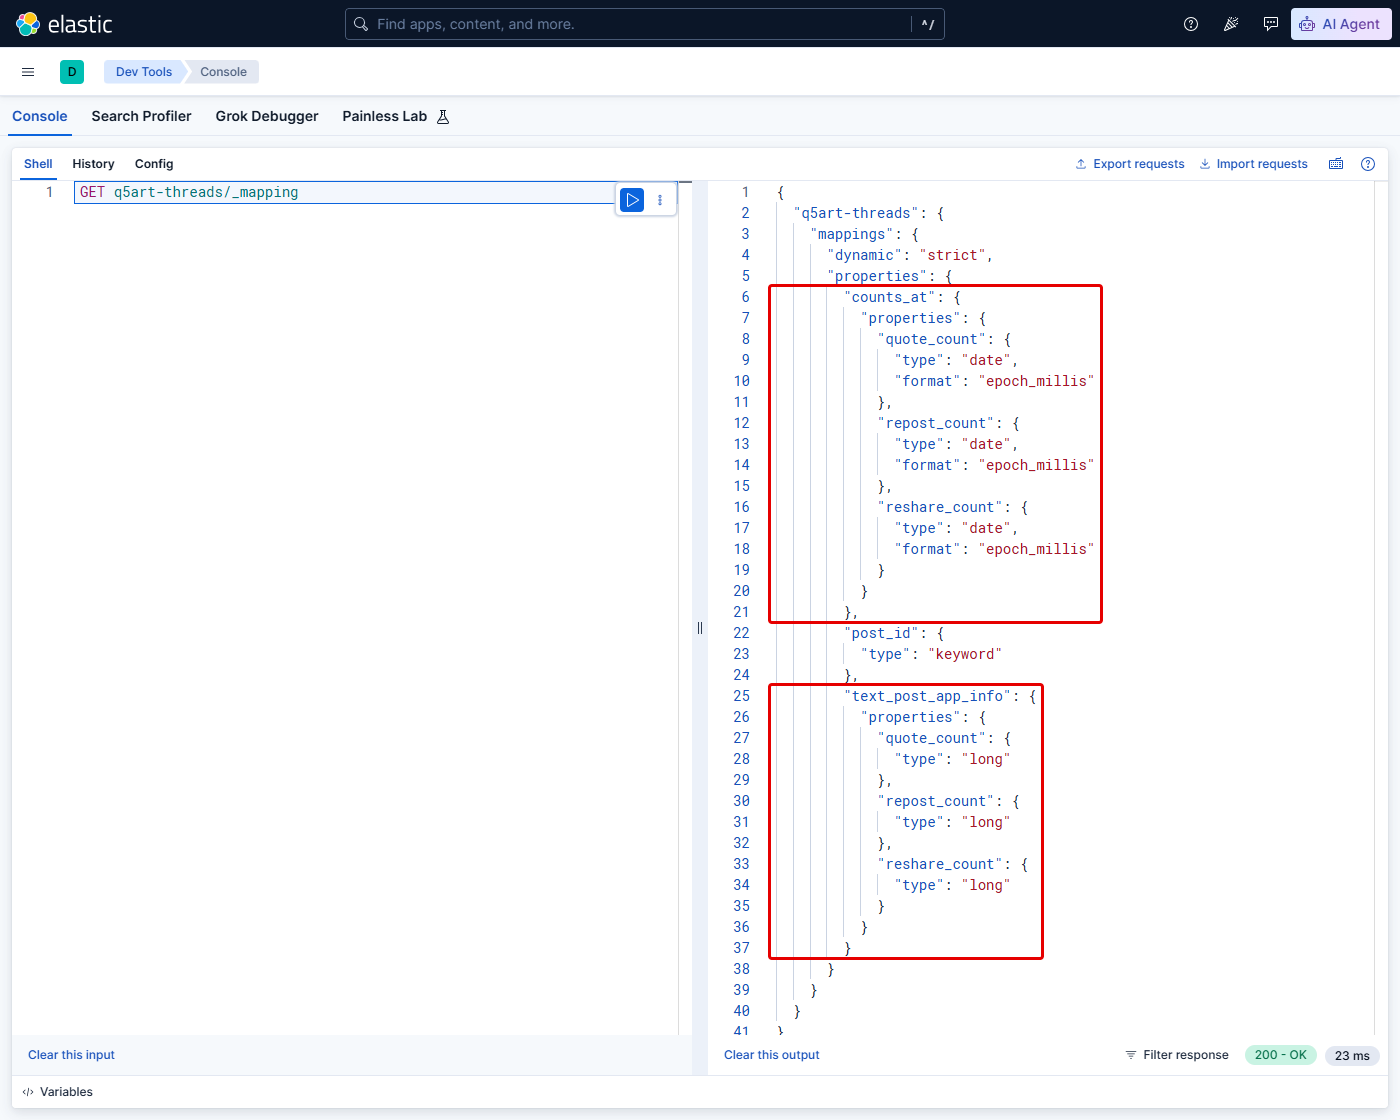 elastic
Find apps, content, and more.
^/
AI Agent
D
Dev Tools
Console
Console
Search Profiler
Grok Debugger
Painless Lab
Shell
History
Config
Export requests
Import requests
1 GET q5art-threads/_mapping
1 {
2 "q5art-threads": {
3 "mappings": {
4 "dynamic": "strict",
5 "properties": {
6 "counts_at": {
7 "properties": {
8 "quote_count": {
9 "type": "date",
10 "format": "epoch_millis"
11 },
12 "repost_count": {
13 "type": "date",
14 "format": "epoch_millis"
15 },
16 "reshare_count": {
17 "type": "date",
18 "format": "epoch_millis"
19 }
20 }
21 },
22 "post_id": {
23 "type": "keyword"
24 },
25 "text_post_app_info": {
26 "properties": {
27 "quote_count": {
28 "type": "long"
29 },
30 "repost_count": {
31 "type": "long"
32 },
33 "reshare_count": {
34 "type": "long"
35 }
36 }
37 }
38 }
39 }
40 }
41 }
Clear this input
Clear this output
Filter response
200 - OK
23 ms
Variables